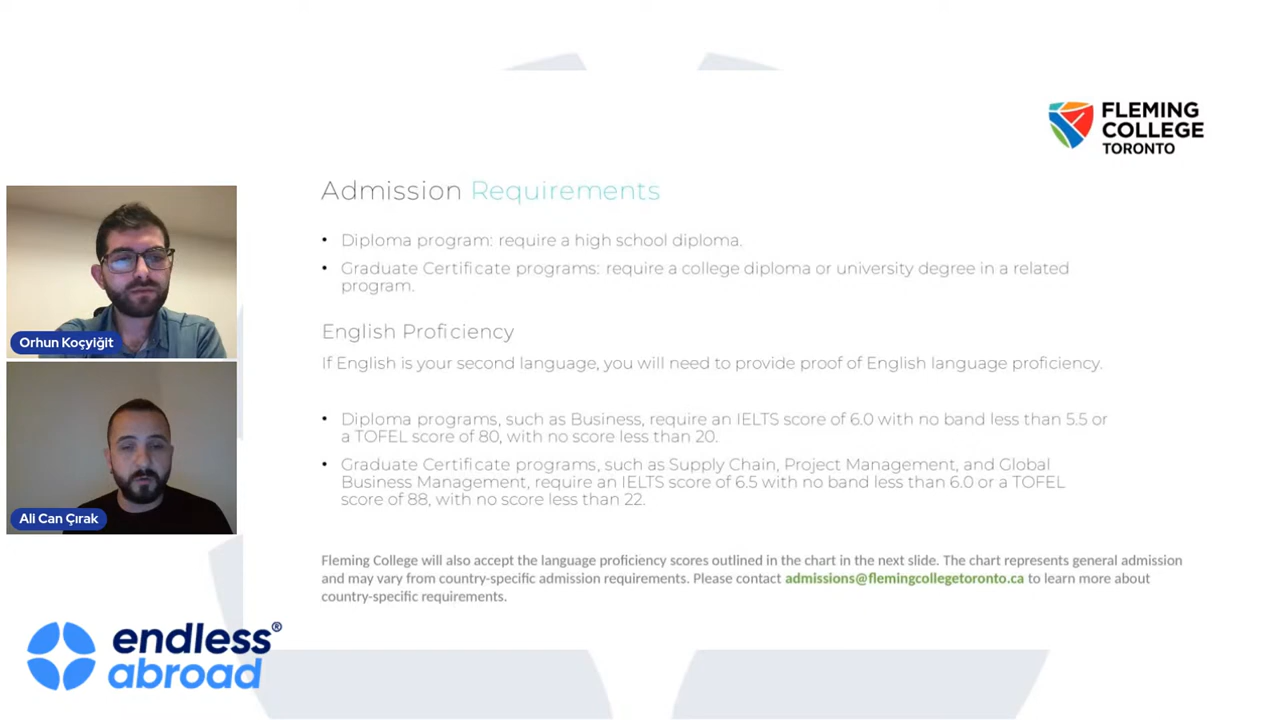 FLEMING
COLLEGE
TORONTO
Admission Requirements
• Diploma program: require a high school diploma.
• Graduate Certificate programs: require a college diploma or university degree in a related
program.
English Proficiency
If English is your second language, you will need to provide proof of English language proficiency.
• Diploma programs, such as Business, require an IELTS score of 6.0 with no band less than 5.5 or
a TOFEL score of 80, with no score less than 20.
• Graduate Certificate programs, such as Supply Chain, Project Management, and Global
Business Management, require an IELTS score of 6.5 with no band less than 6.0 or a TOFEL
score of 88, with no score less than 22.
Fleming College will also accept the language proficiency scores outlined in the chart in the next slide. The chart represents general admission
and may vary from country-specific admission requirements. Please contact admissions@flemingcollegetoronto.ca to learn more about
country-specific requirements.
Orhun Koçyiğit
Ali Can Çırak
endless®
abroad